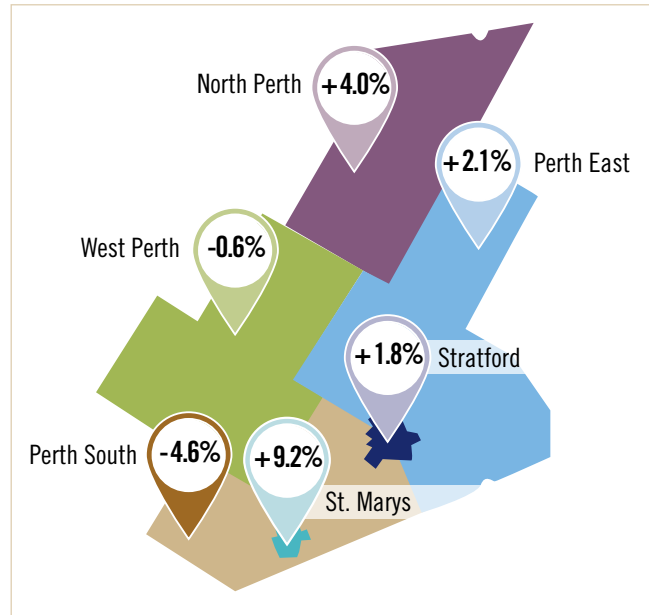 North Perth
+4.0%
+2.1%
Perth East
West Perth
-0.6%
+1.8%
Stratford
Perth South
-4.6%
+9.2%
St. Marys